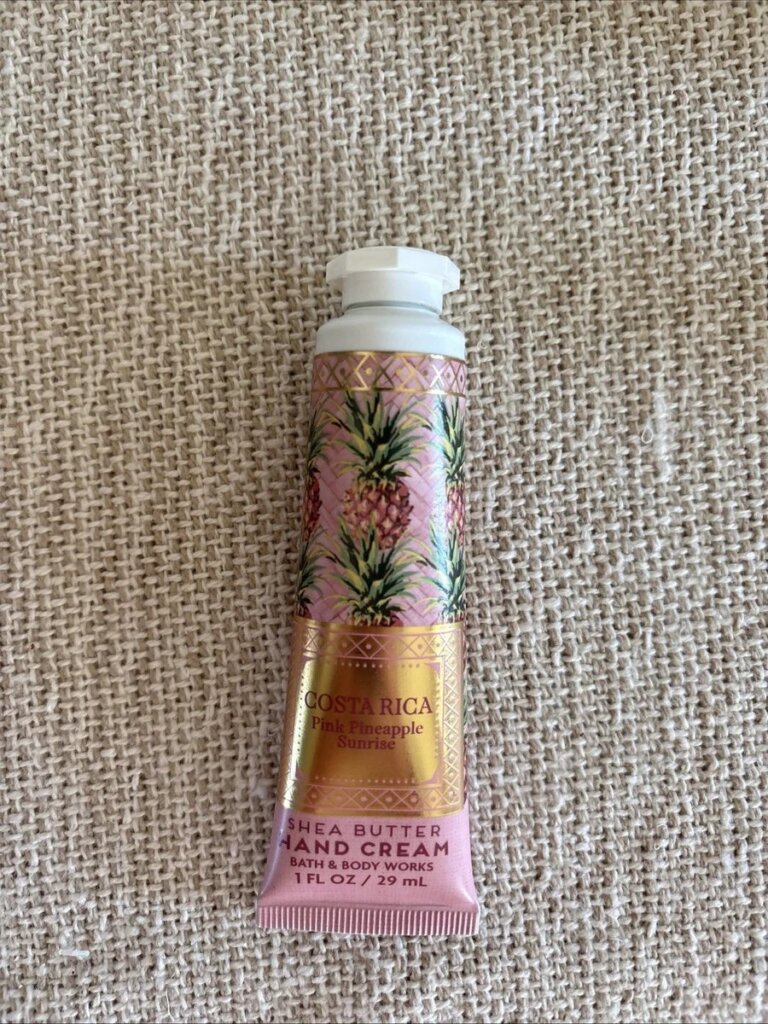 COSTA RICA
Pink Pineapple
Sunrise
SHEA BUTTER
HAND CREAM
BATH & BODY WORKS
1 FL OZ / 29 mL